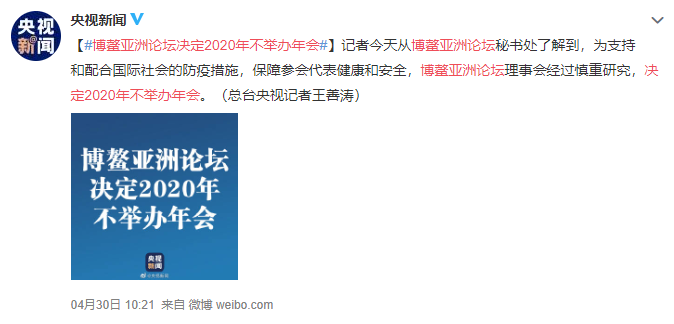 央视
新闻
央视新闻
【#博鳌亚洲论坛决定2020年不举办年会#】记者今天从博鳌亚洲论坛秘书处了解到，为支持
和配合国际社会的防疫措施，保障参会代表健康和安全，博鳌亚洲论坛理事会经过慎重研究，决
定2020年不举办年会。（总台央视记者王善涛）
博鳌亚洲论坛
决定2020年
不举办年会
央视
新闻
04月30日 10:21 来自 微博 weibo.com